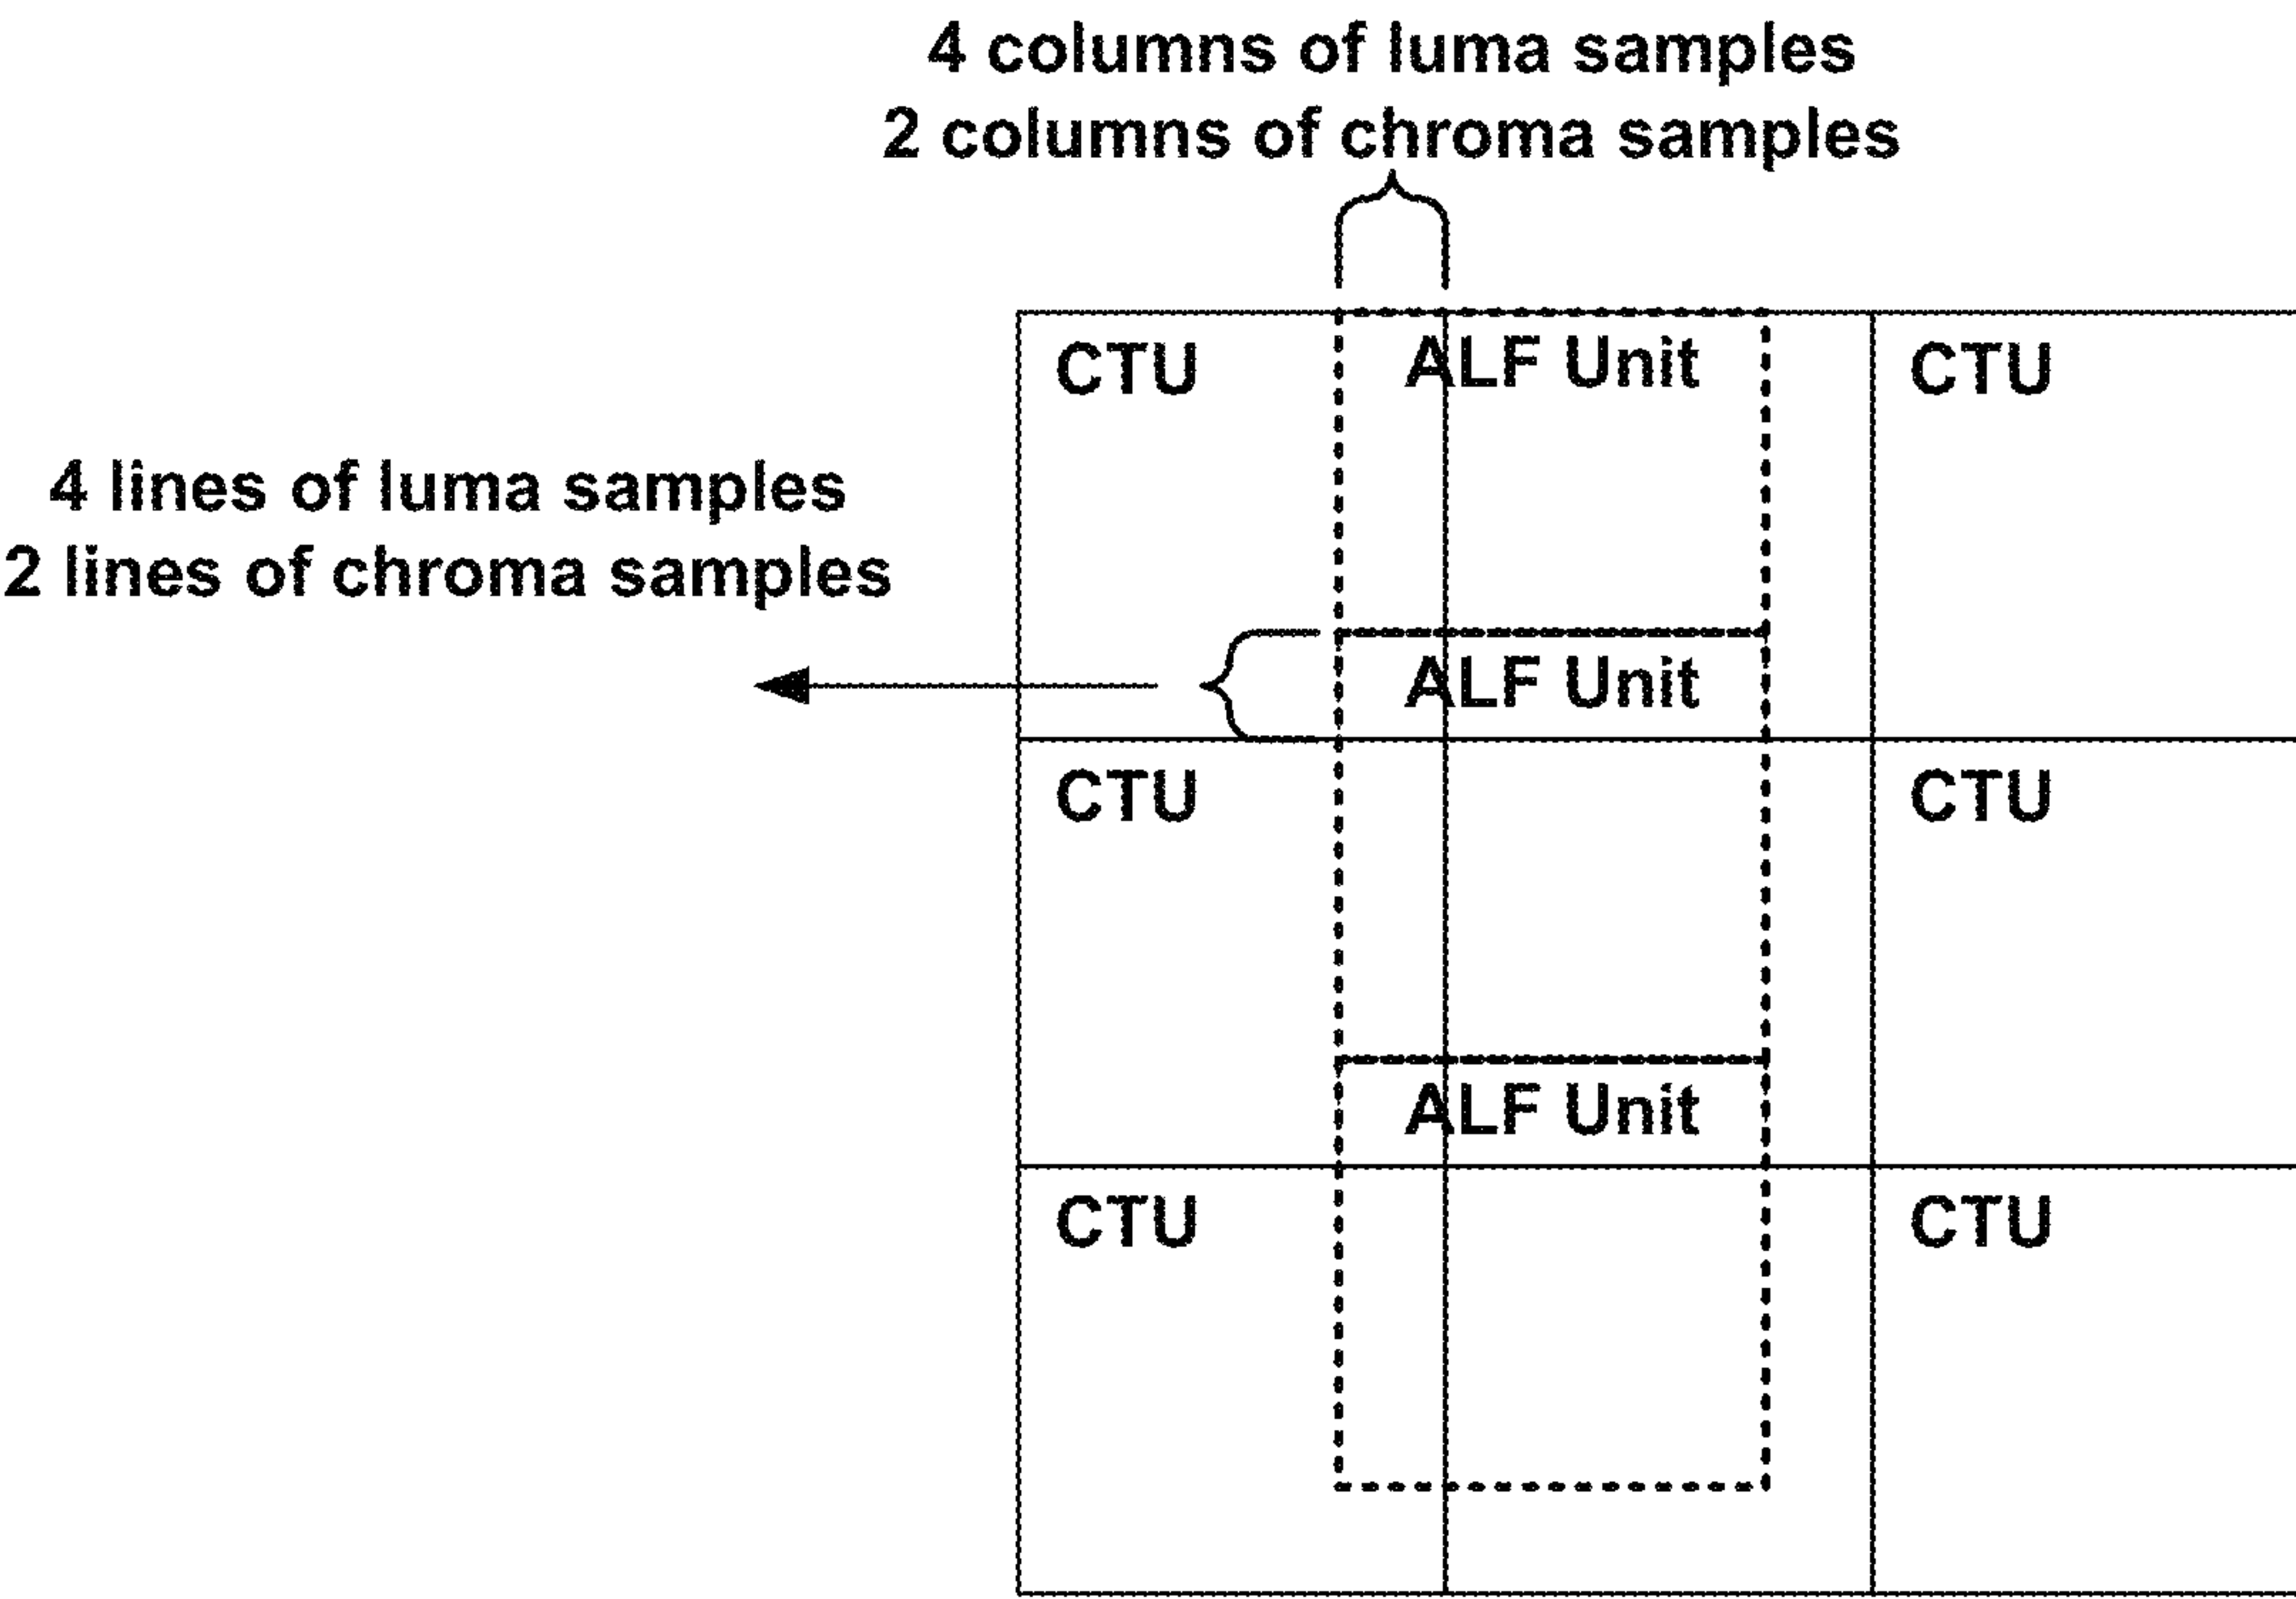 4 columns of luma samples
2 columns of chroma samples
CTU
ALF Unit
CTU
4 lines of luma samples
2 lines of chroma samples
ALF Unit
CTU
CTU
ALF Unit
CTU
CTU